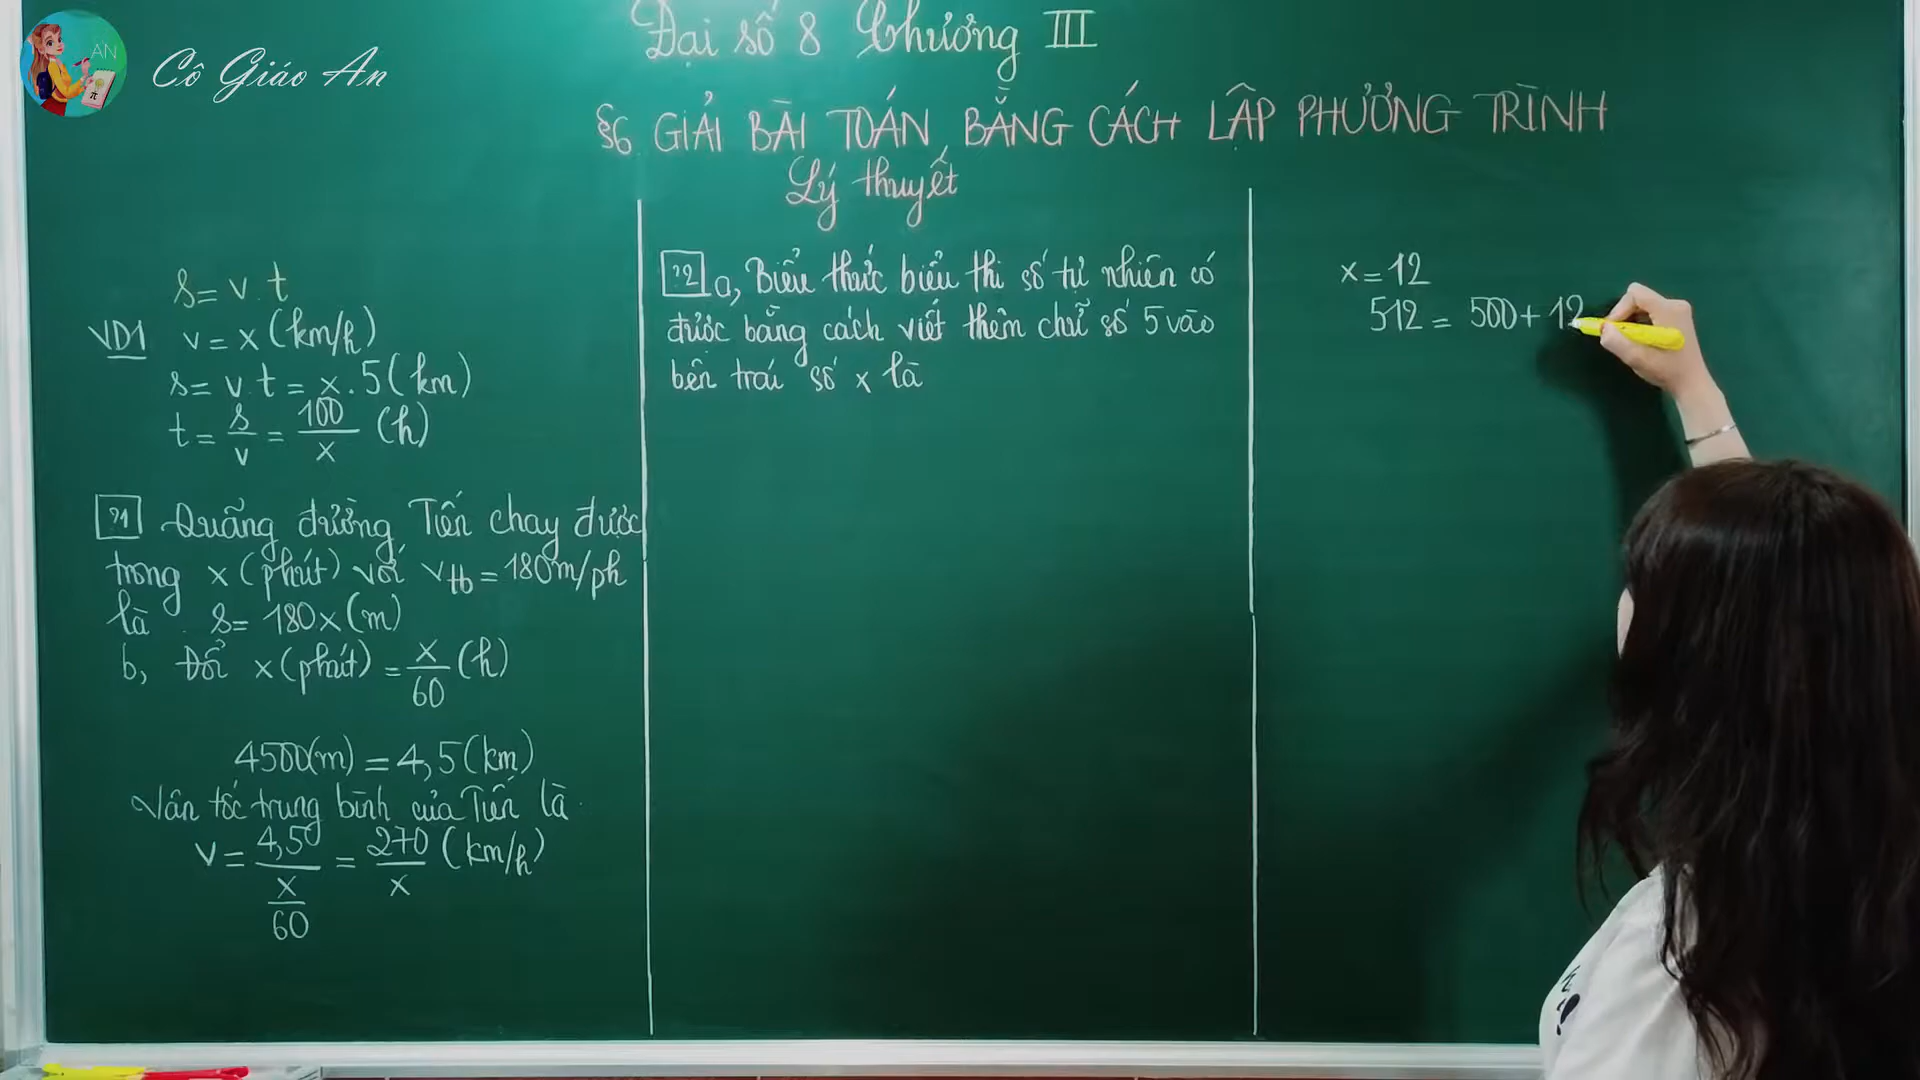 AN
Cô Giáo An
Đại số 8 Chương III
§6 GIẢI BÀI TOÁN BẰNG CÁCH LẬP PHƯƠNG TRÌNH
Lý thuyết
s = v.t
VD1 v = x (km/h)
s = v.t = x.5 (km)
t = s/v = 100/x (h)
?1 Quãng đường Tiến chạy được
trong x (phút) với vtb = 180m/ph
là s = 180x (m)
b, Đổi x (phút) = x/60 (h)
4500(m) = 4,5 (km)
Vận tốc trung bình của Tiến là
v = 4,50/(x/60) = 270/x (km/h)
?2 a, Biểu thức biểu thị số tự nhiên có
được bằng cách viết thêm chữ số 5 vào
bên trái số x là
x = 12
512 = 500 + 12